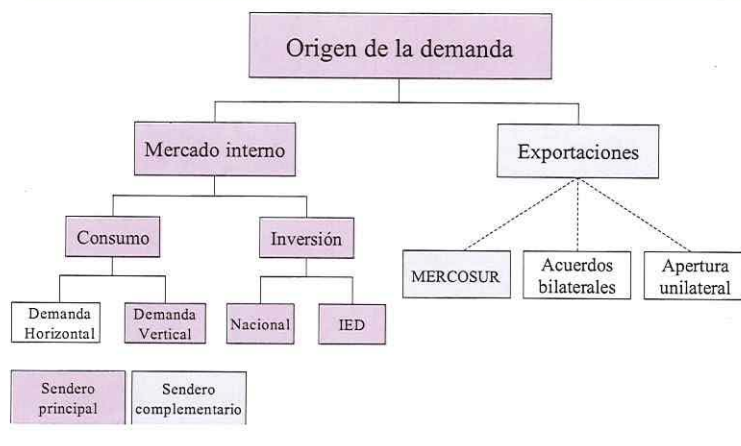 Origen de la demanda
Mercado interno
Exportaciones
Consumo
Inversión
MERCOSUR
Acuerdos
bilaterales
Apertura
unilateral
Demanda
Horizontal
Demanda
Vertical
Nacional
IED
Sendero
principal
Sendero
complementario